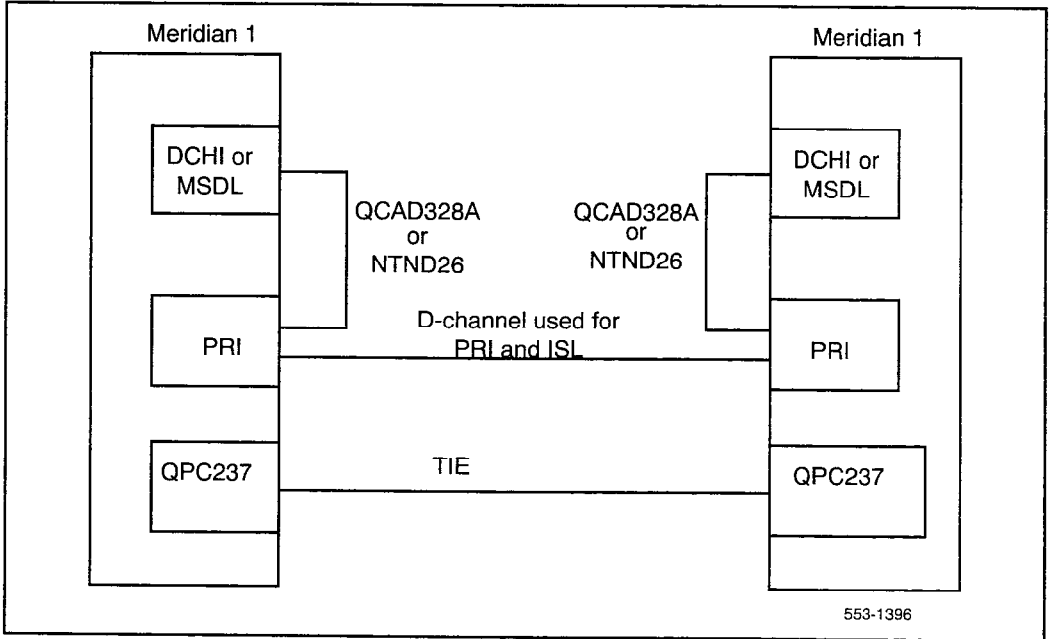 Meridian 1
Meridian 1
DCHI or
MSDL
DCHI or
MSDL
QCAD328A
or
NTND26
QCAD328A
or
NTND26
D-channel used for
PRI and ISL
PRI
PRI
QPC237
TIE
QPC237
553-1396